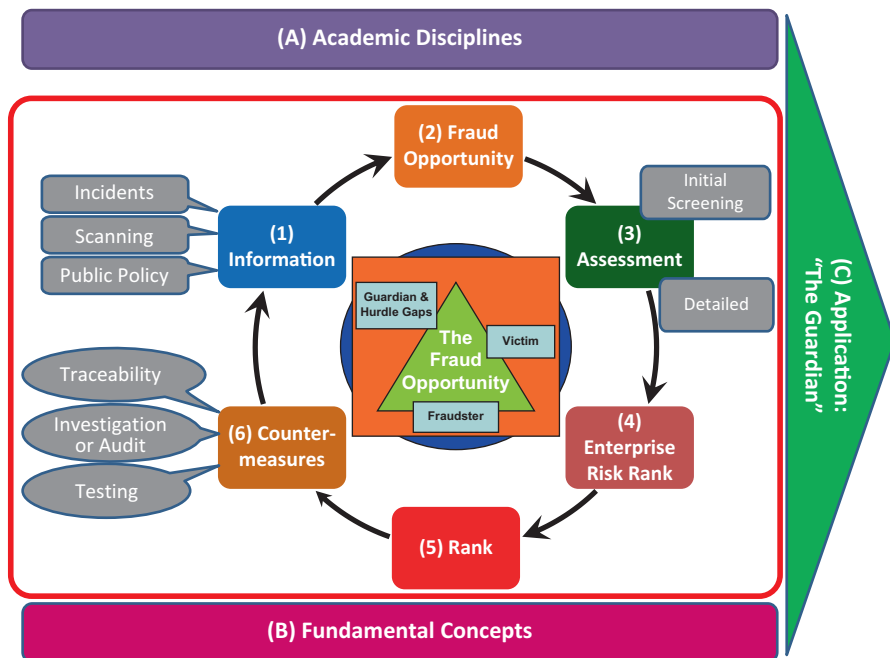 (A) Academic Disciplines
(2) Fraud
Opportunity
Incidents
Scanning
Public Policy
(1)
Information
Initial
Screening
(3)
Assessment
Detailed
Guardian &
Hurdle Gaps
Victim
The
Fraud
Opportunity
Fraudster
Traceability
Investigation
or Audit
Testing
(6) Counter-
measures
(4)
Enterprise
Risk Rank
(5) Rank
(B) Fundamental Concepts
(C) Application:
“The Guardian”